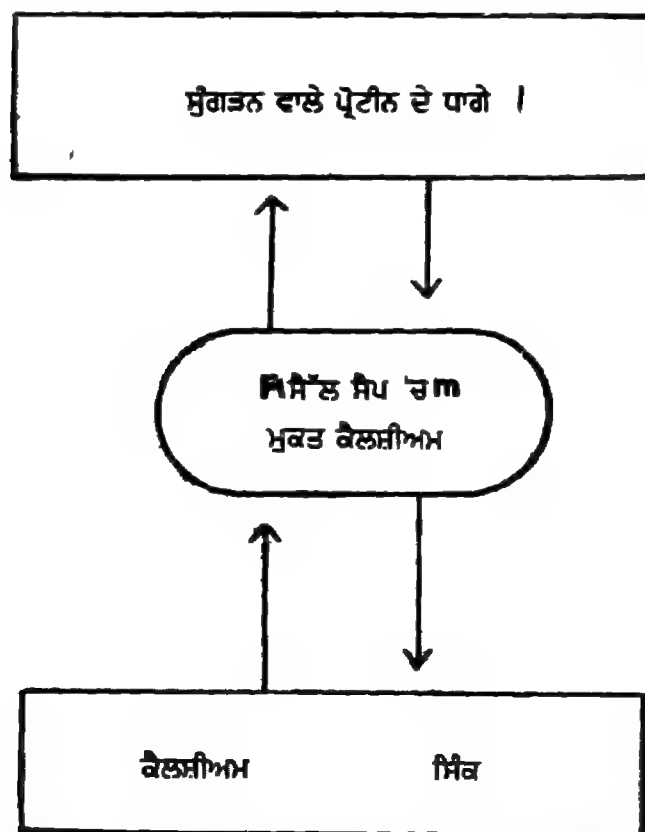 ਸੁੰਗੜਨ ਵਾਲੇ ਪ੍ਰੋਟੀਨ ਦੇ ਧਾਗੇ ।
ਸੈੱਲ ਸੈਪ 'ਚ m
ਮੁਕਤ ਕੈਲਸ਼ੀਅਮ
ਕੈਲਸ਼ੀਅਮ ਸਿੰਕ